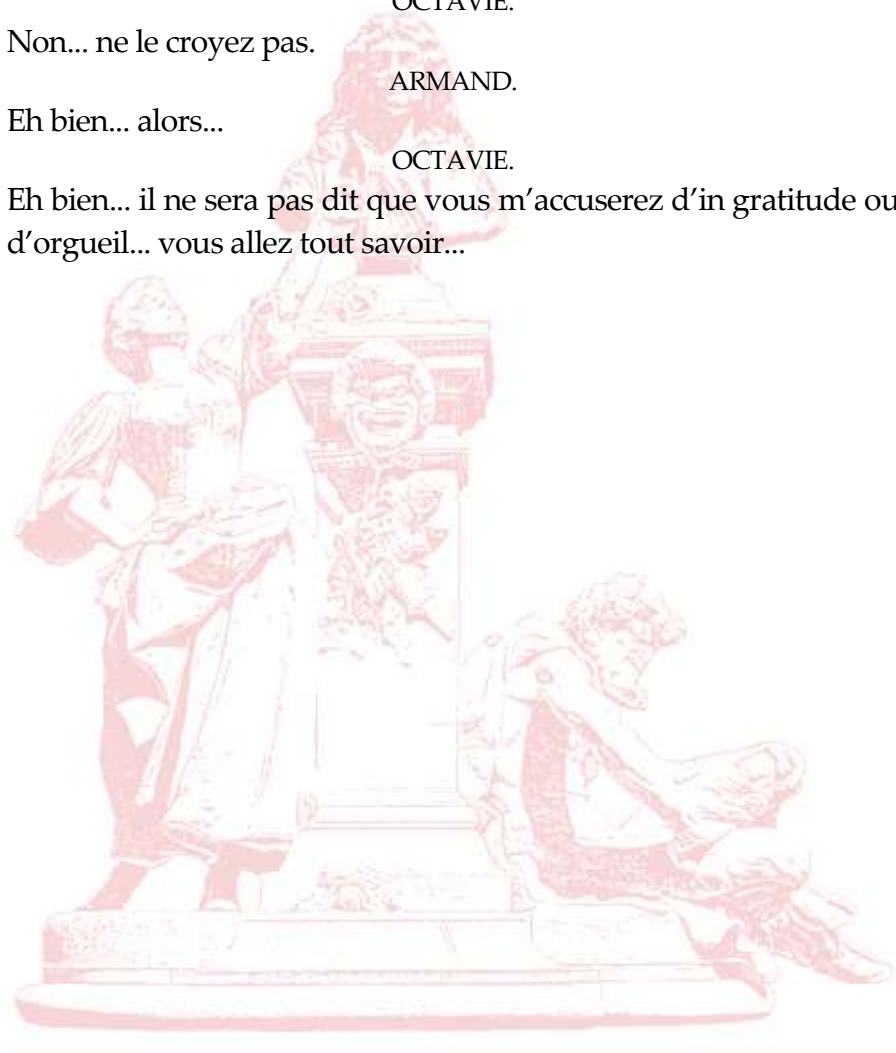 OCTAVIE.
Non... ne le croyez pas.
ARMAND.
Eh bien... alors...
OCTAVIE.
Eh bien... il ne sera pas dit que vous m’accuserez d’in gratitude ou
d’orgueil... vous allez tout savoir...